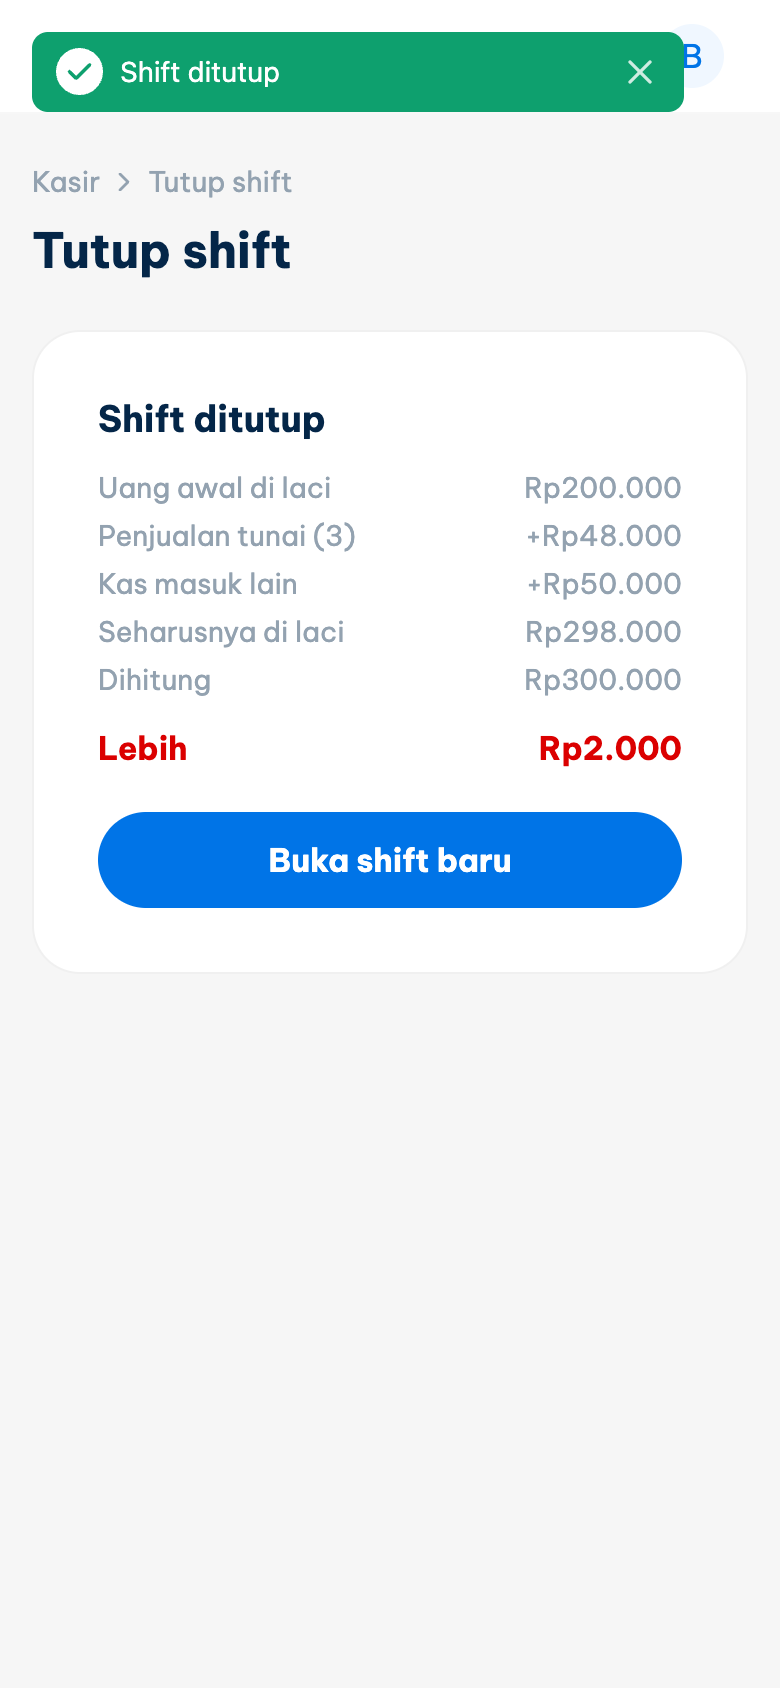 Shift ditutup
B
Kasir > Tutup shift
Tutup shift
Shift ditutup
Uang awal di laci Rp200.000
Penjualan tunai (3) +Rp48.000
Kas masuk lain +Rp50.000
Seharusnya di laci Rp298.000
Dihitung Rp300.000
Lebih Rp2.000
Buka shift baru